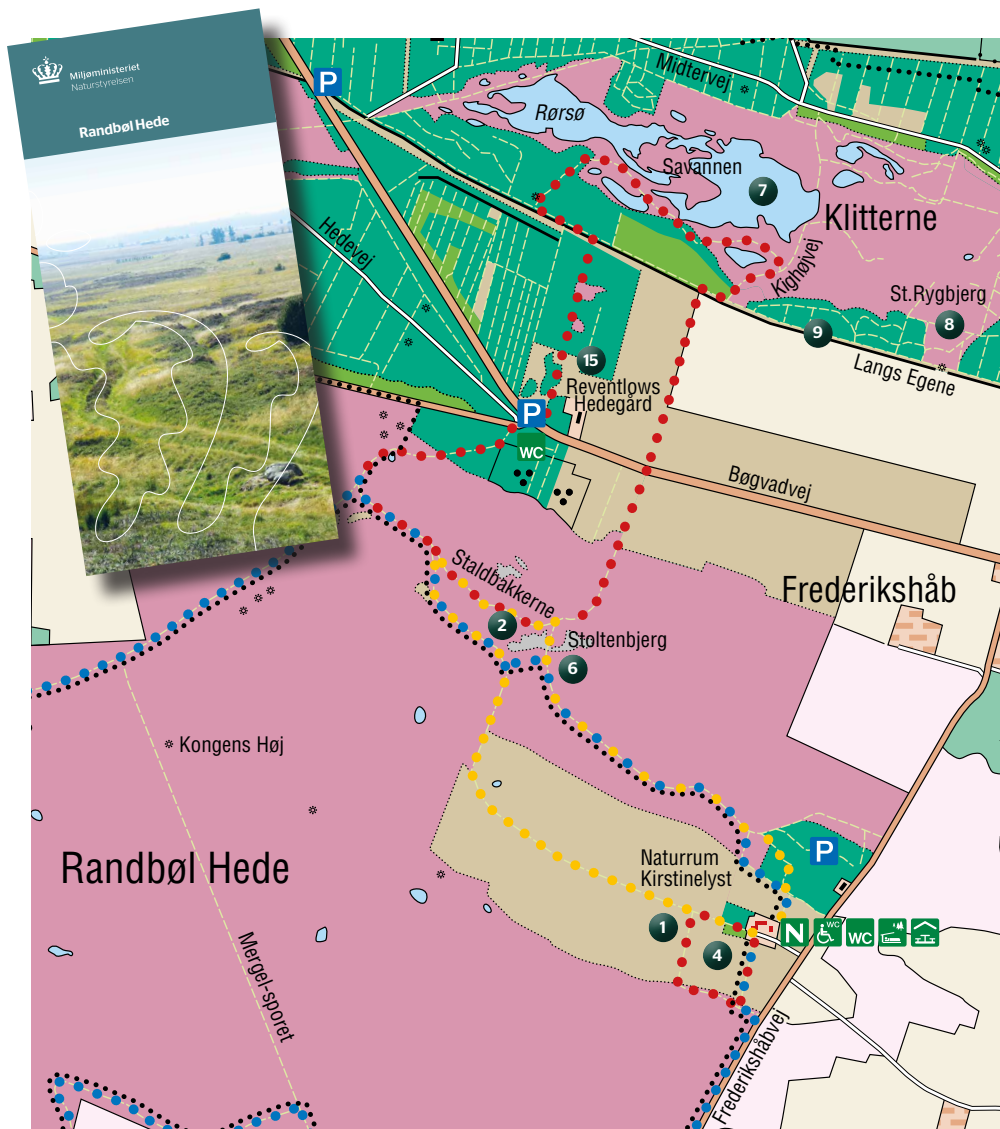 Miljøministeriet
Naturstyrelsen
Randbøl Hede
P
Midtervej
Rørsø
Savannen
7
Klitterne
Hedevej
Kighøjvej
St.Rygbjerg
8
9
Langs Egene
15
Reventlows
Hedegård
P
WC
Bøgvadvej
Staldbakkerne
Frederikshåb
2
Stoltenbjerg
6
Kongens Høj
Randbøl Hede
Naturrum
Kirstinelyst
P
1
4
N
WC
WC
Mergel-sporet
Frederikshåbvej